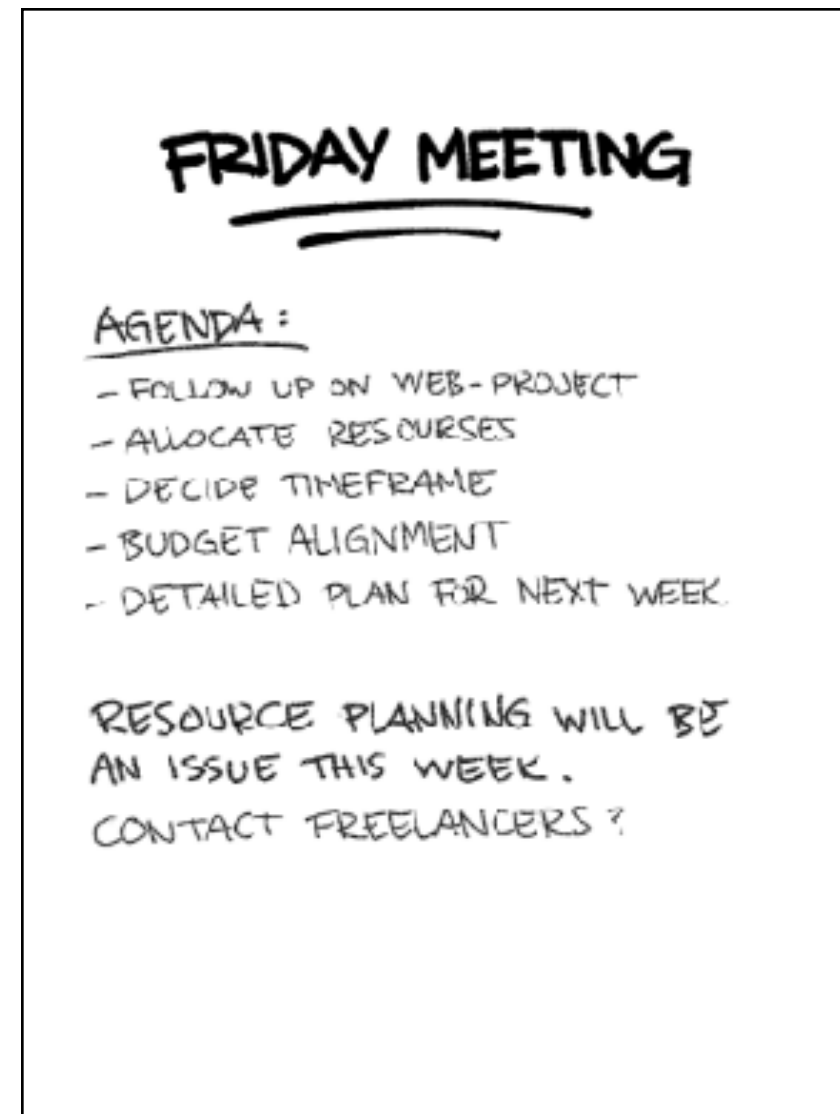 FRIDAY MEETING
AGENDA:
- FOLLOW UP ON WEB-PROJECT
- ALLOCATE RESOURSES
- DECIDE TIMEFRAME
- BUDGET ALIGNMENT
- DETAILED PLAN FOR NEXT WEEK
RESOURCE PLANNING WILL BE
AN ISSUE THIS WEEK.
CONTACT FREELANCERS?